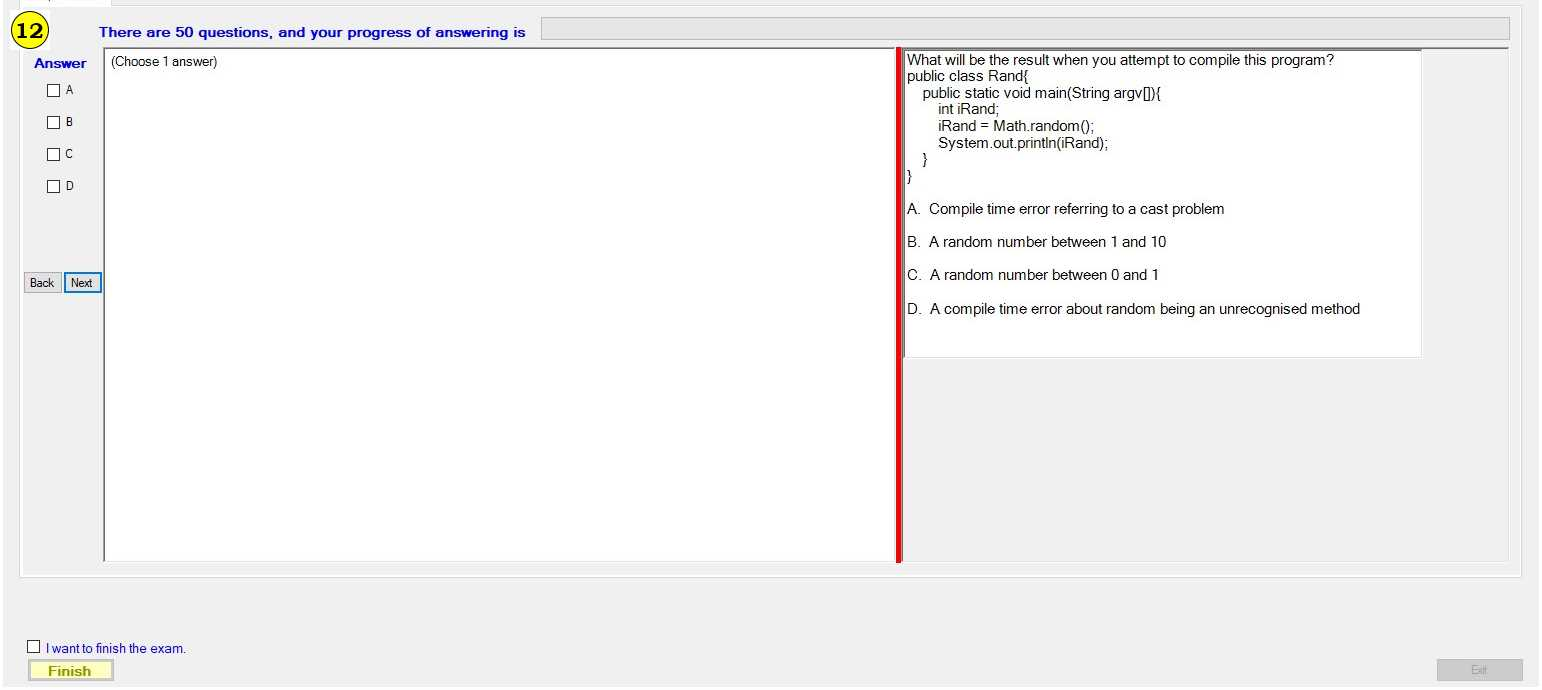 12
There are 50 questions, and your progress of answering is
Answer
(Choose 1 answer)
A
B
C
D
Back Next
What will be the result when you attempt to compile this program?
public class Rand{
public static void main(String argv[]){
int iRand;
iRand = Math.random();
System.out.println(iRand);
}
}
A. Compile time error referring to a cast problem
B. A random number between 1 and 10
C. A random number between 0 and 1
D. A compile time error about random being an unrecognised method
I want to finish the exam.
Finish
Exit